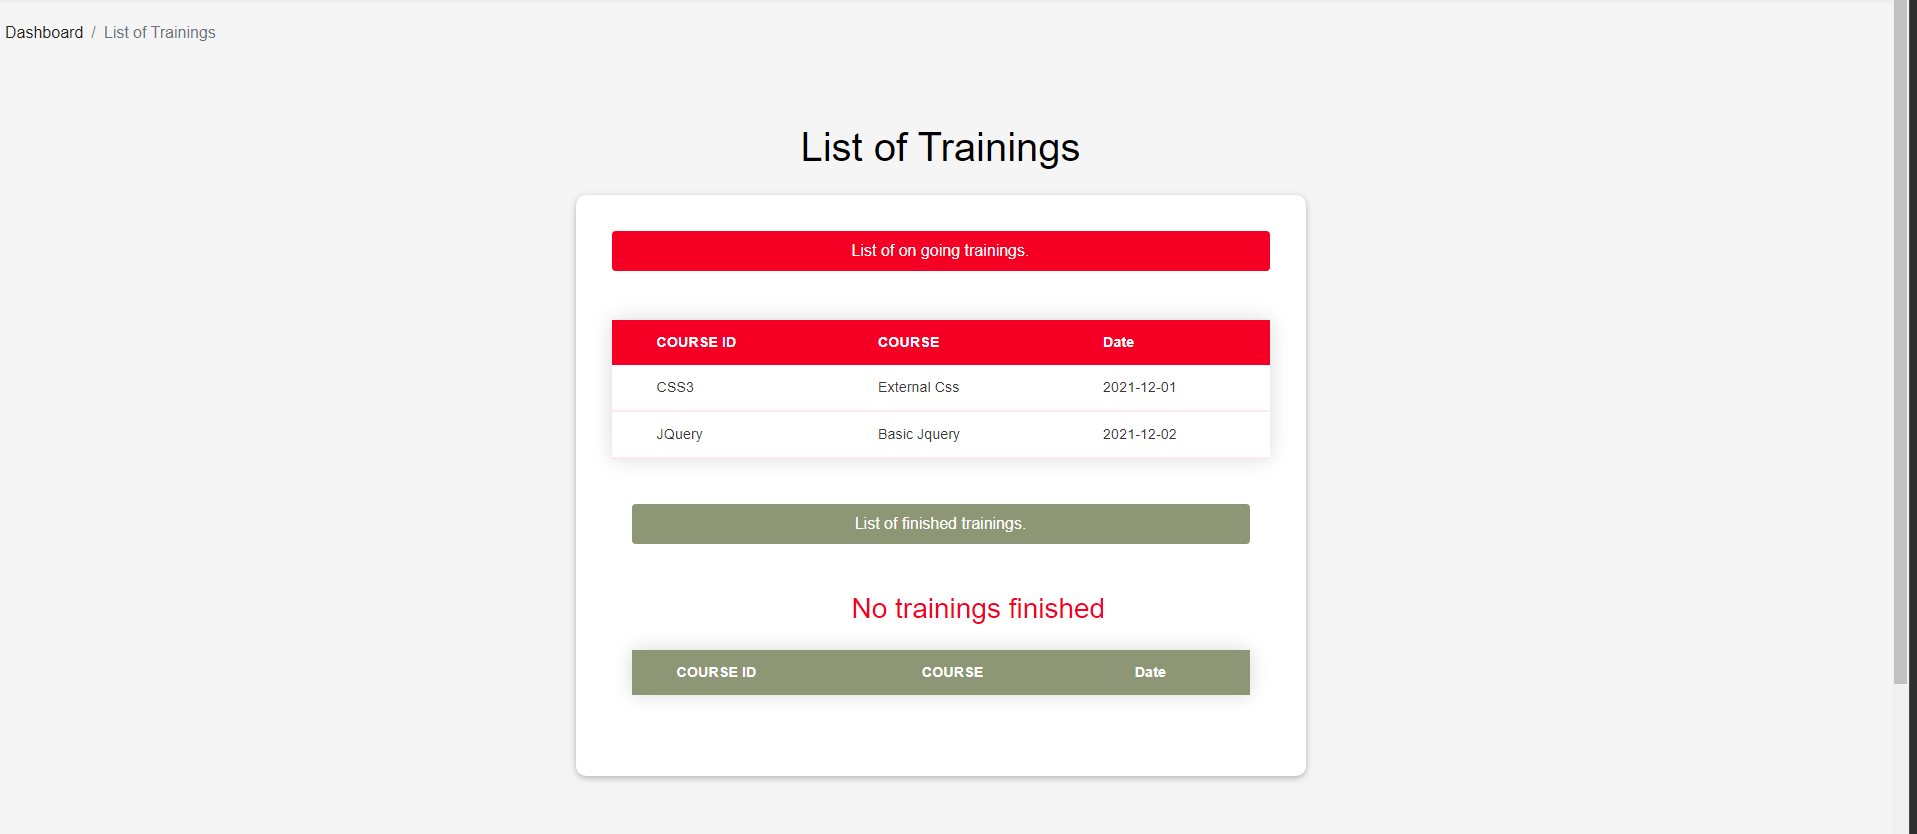 Dashboard / List of Trainings
List of Trainings
List of on going trainings.
COURSE ID COURSE Date
CSS3 External Css 2021-12-01
JQuery Basic Jquery 2021-12-02
List of finished trainings.
No trainings finished
COURSE ID COURSE Date